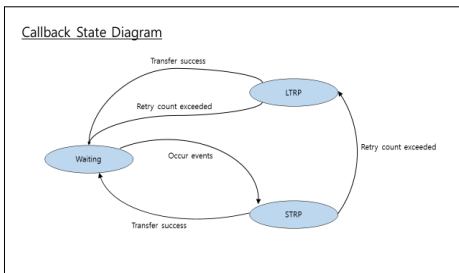 Callback State Diagram
Transfer success
LTRP
Retry count exceeded
Waiting
Occur events
Retry count exceeded
Transfer success
STRP